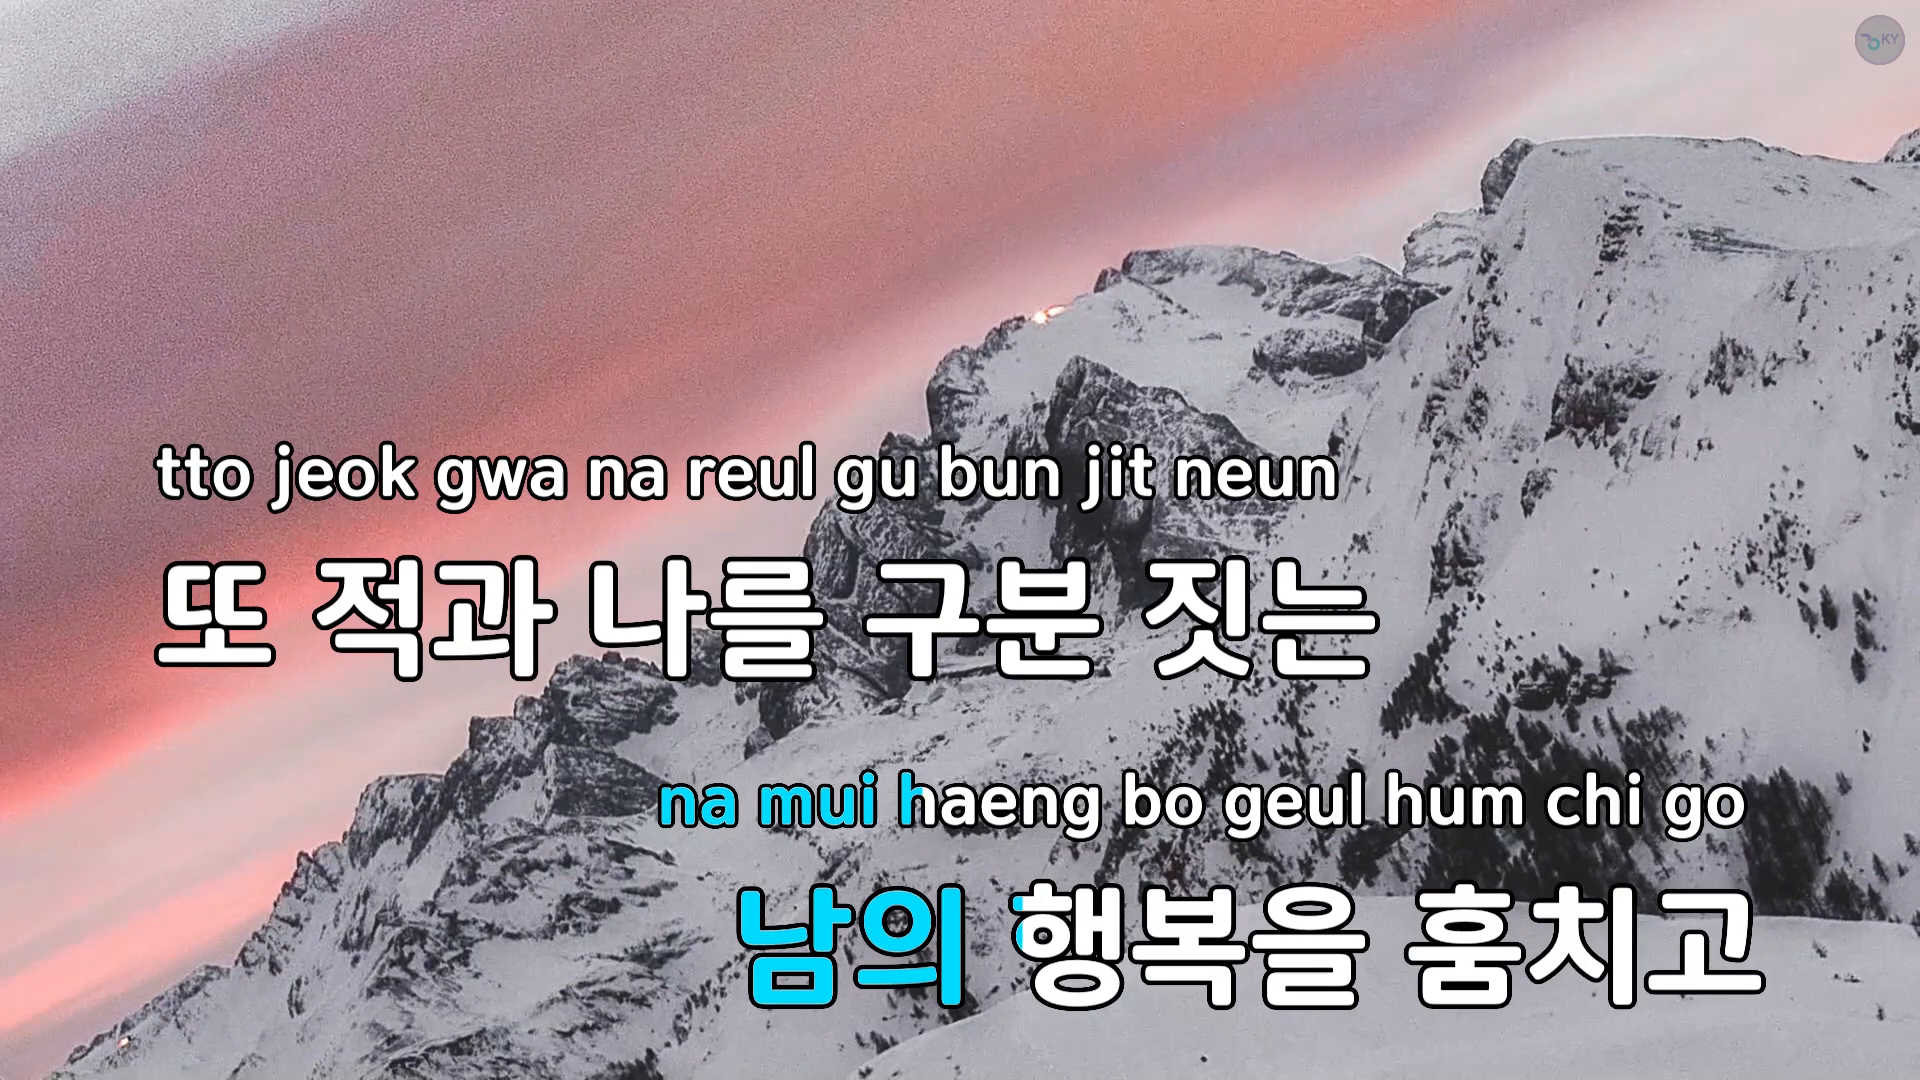 KY
tto jeok gwa na reul gu bun jit neun
또 적과 나를 구분 짓는
na mui haeng bo geul hum chi go
남의 행복을 훔치고